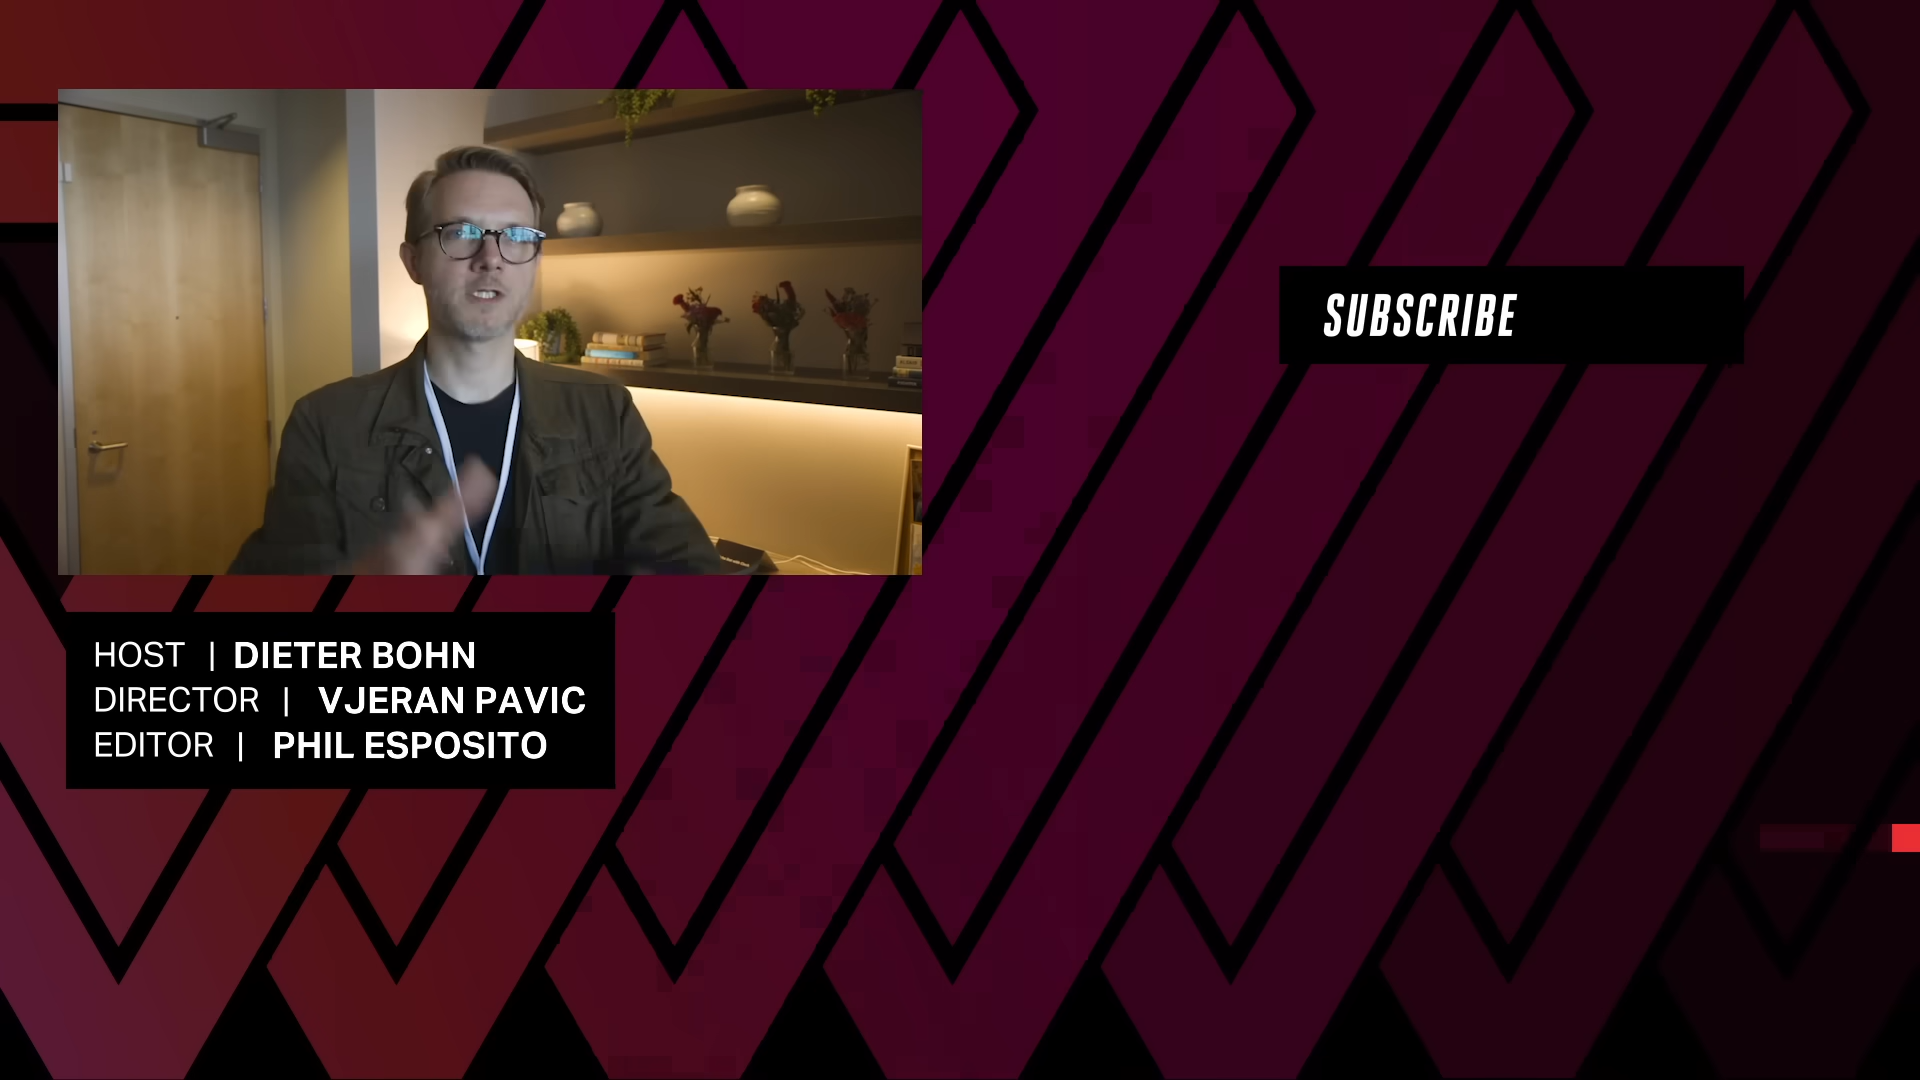 SUBSCRIBE
HOST | DIETER BOHN
DIRECTOR | VJERAN PAVIC
EDITOR | PHIL ESPOSITO